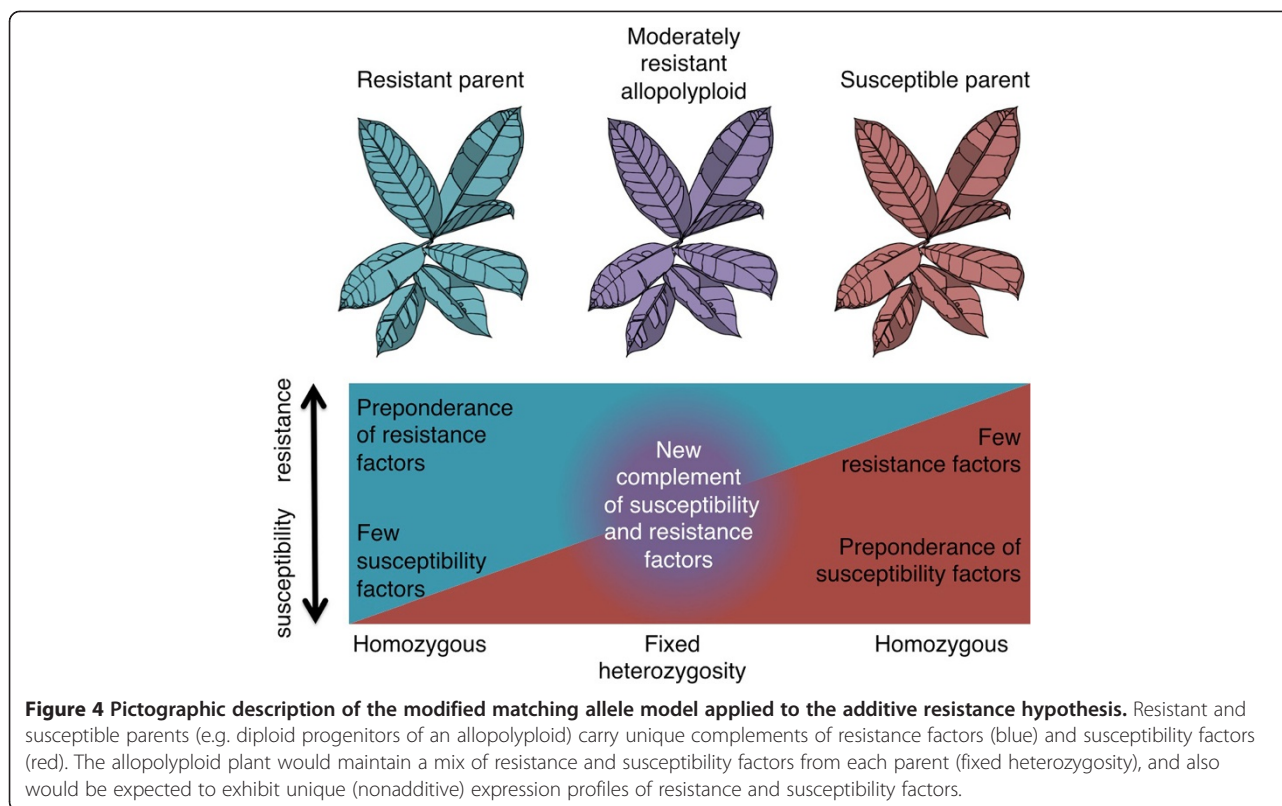 Resistant parent
Moderately
resistant
allopolyploid
Susceptible parent
susceptibility resistance
Preponderance
of resistance
factors
Few
susceptibility
factors
New
complement
of susceptibility
and resistance
factors
Few
resistance factors
Preponderance of
susceptibility factors
Homozygous
Fixed
heterozygosity
Homozygous
Figure 4 Pictographic description of the modified matching allele model applied to the additive resistance hypothesis. Resistant and
susceptible parents (e.g. diploid progenitors of an allopolyploid) carry unique complements of resistance factors (blue) and susceptibility factors
(red). The allopolyploid plant would maintain a mix of resistance and susceptibility factors from each parent (fixed heterozygosity), and also
would be expected to exhibit unique (nonadditive) expression profiles of resistance and susceptibility factors.